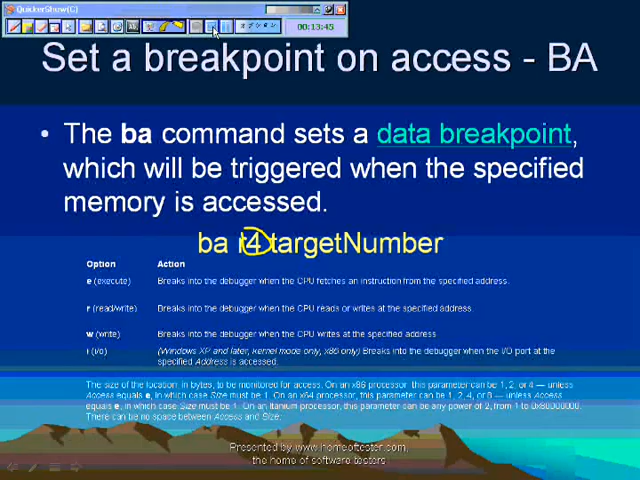 QuickerShow(C)
00:13:45
Set a breakpoint on access - BA
• The ba command sets a data breakpoint,
which will be triggered when the specified
memory is accessed.
ba r4 targetNumber
Option Action
e (execute) Breaks into the debugger when the CPU fetches an instruction from the specified address.
r (read/write) Breaks into the debugger when the CPU reads or writes at the specified address.
w (write) Breaks into the debugger when the CPU writes at the specified address
i (i/o) (Windows XP and later, kernel mode only, x86 only) Breaks into the debugger when the I/O port at the
specified Address is accessed.
The size of the location, in bytes, to be monitored for access. On an x86 processor, this parameter can be 1, 2, or 4 — unless
Access equals e, in which case Size must be 1. On an x64 processor, this parameter can be 1, 2, 4, or 8 — unless Access
equals e, in which case Size must be 1. On an Itanium processor, this parameter can be any power of 2, from 1 to 0x80000000.
There can be no space between Access and Size.
Presented by www.homeoftester.com,
the home of software testers